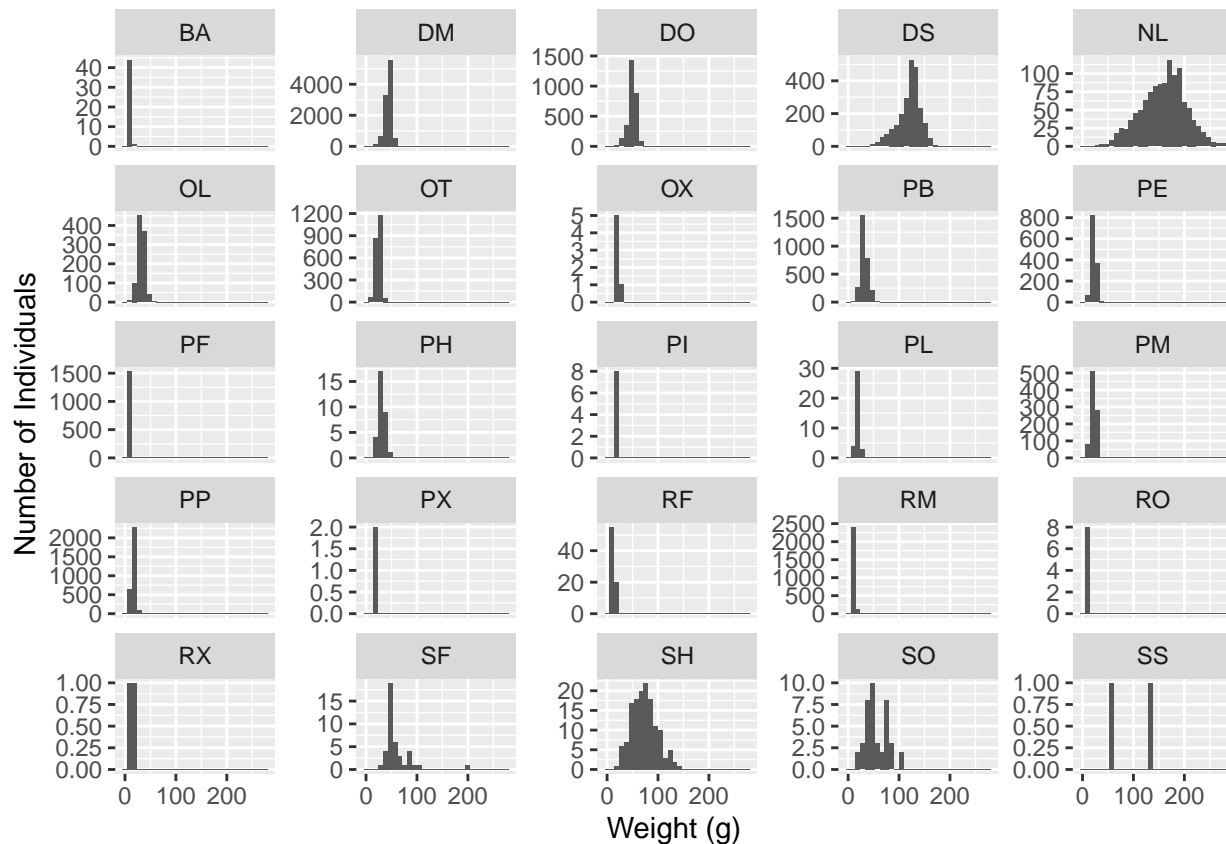 BA DM DO DS NL
40 30 20 10 0
4000 2000 0
1500 1000 500 0
400 200 0
100 75 50 25 0
OL OT OX PB PE
400 300 200 100 0
1200 900 600 300 0
5 4 3 2 1 0
1500 1000 500 0
800 600 400 200 0
PF PH PI PL PM
1500 1000 500 0
15 10 5 0
8 6 4 2 0
30 20 10 0
500 400 300 200 100 0
PP PX RF RM RO
2000 1500 1000 500 0
2.0 1.5 1.0 0.5 0.0
40 20 0
2500 2000 1500 1000 500 0
8 6 4 2 0
RX SF SH SO SS
1.00 0.75 0.50 0.25 0.00
15 10 5 0
20 15 10 5 0
10.0 7.5 5.0 2.5 0.0
1.00 0.75 0.50 0.25 0.00
0 100 200 0 100 200 0 100 200 0 100 200 0 100 200
Number of Individuals
Weight (g)